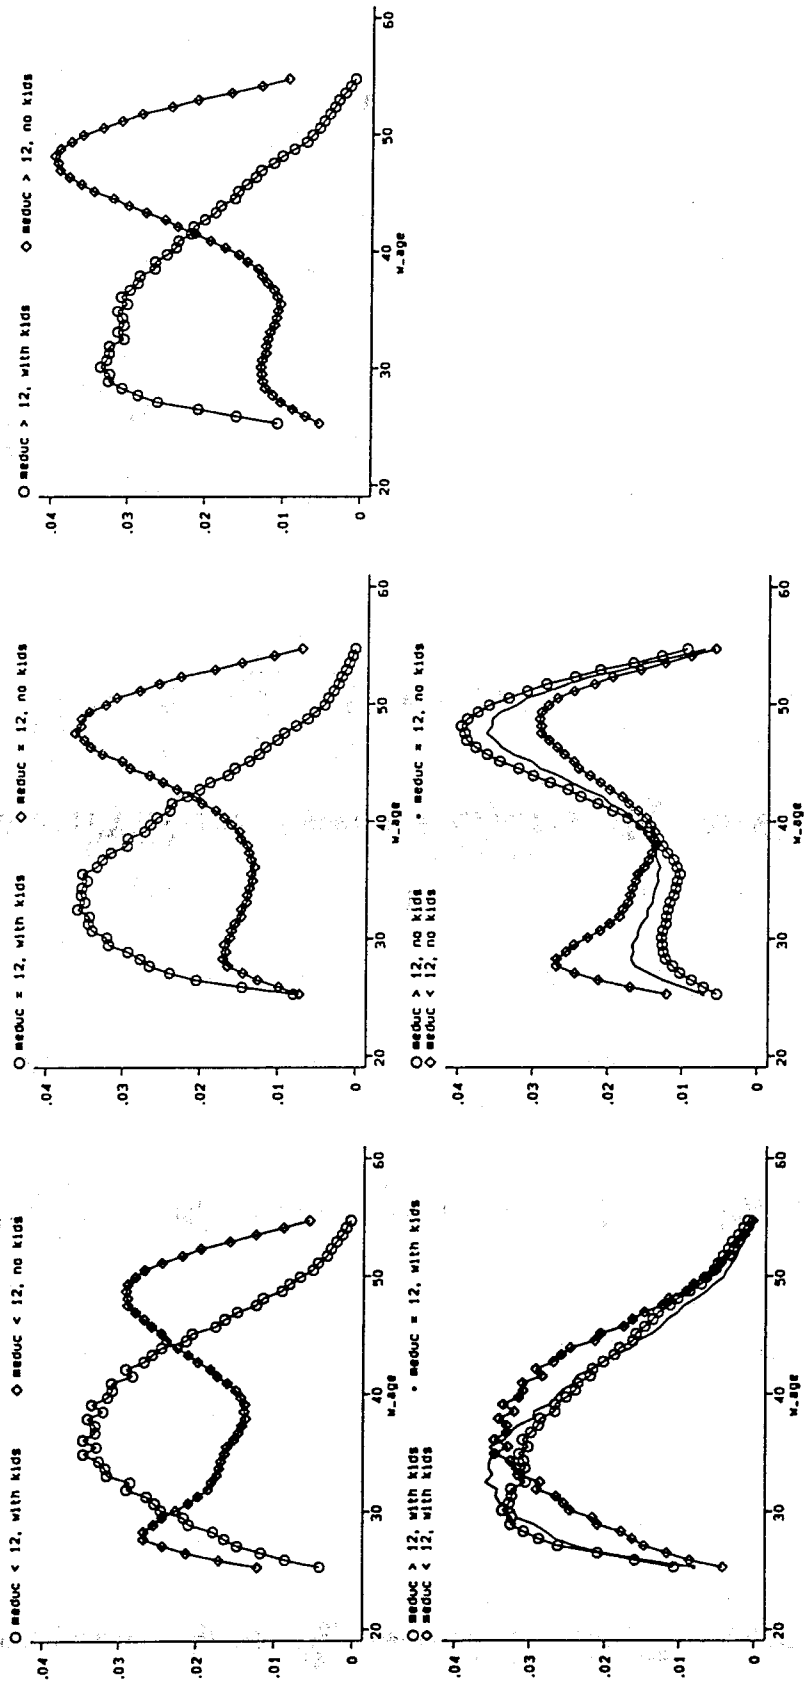 ○ meduc < 12, with kids ◇ meduc < 12, no kids
.04
.03
.02
.01
0
20 30 40 50 60
w_age
○ meduc = 12, with kids ◇ meduc = 12, no kids
.04
.03
.02
.01
0
20 30 40 50 60
w_age
○ meduc > 12, with kids ◇ meduc > 12, no kids
.04
.03
.02
.01
0
20 30 40 50 60
w_age
○ meduc > 12, with kids • meduc = 12, with kids
◇ meduc < 12, with kids
.04
.03
.02
.01
0
20 30 40 50 60
w_age
○ meduc > 12, no kids • meduc = 12, no kids
◇ meduc < 12, no kids
.04
.03
.02
.01
0
20 30 40 50 60
w_age